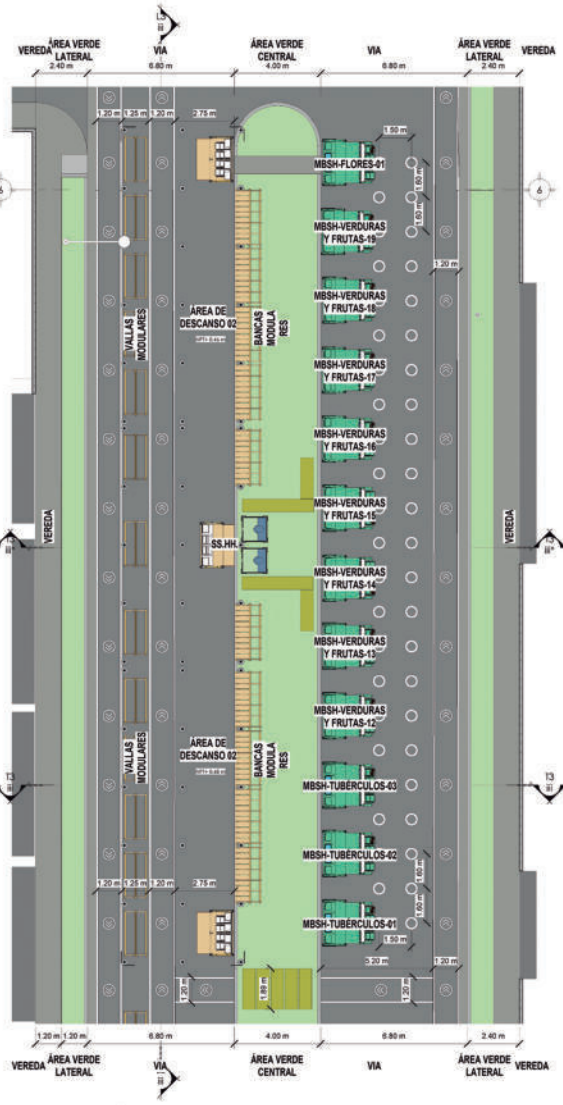 VEREDA
ÁREA VERDE
LATERAL
VIA
ÁREA VERDE
CENTRAL
VIA
ÁREA VERDE
LATERAL
VEREDA
2.40 m
6.80 m
4.00 m
6.80 m
2.40 m
1.20 m
1.25 m
1.20 m
2.75 m
1.50 m
MBSH-FLORES-01
1.60 m
6
6
1.60 m
MBSH-VERDURAS
Y FRUTAS-19
1.20 m
MBSH-VERDURAS
Y FRUTAS-18
VALLAS
MODULARES
ÁREA DE
DESCANSO 02
BANCAS
MODULA
RES
MBSH-VERDURAS
Y FRUTAS-17
MBSH-VERDURAS
Y FRUTAS-16
MBSH-VERDURAS
Y FRUTAS-15
VEREDA
SS.HH.
VEREDA
MBSH-VERDURAS
Y FRUTAS-14
MBSH-VERDURAS
Y FRUTAS-13
MBSH-VERDURAS
Y FRUTAS-12
VALLAS
MODULARES
ÁREA DE
DESCANSO 02
BANCAS
MODULA
RES
MBSH-TUBÉRCULOS-03
MBSH-TUBÉRCULOS-02
1.60 m
1.20 m
1.25 m
1.20 m
2.75 m
MBSH-TUBÉRCULOS-01
1.60 m
1.50 m
5.20 m
1.20 m
1.20 m
1.89 m
1.20 m
1.20 m
1.20 m
6.80 m
4.00 m
6.80 m
2.40 m
VEREDA
ÁREA VERDE
LATERAL
VIA
ÁREA VERDE
CENTRAL
VIA
ÁREA VERDE
LATERAL
VEREDA